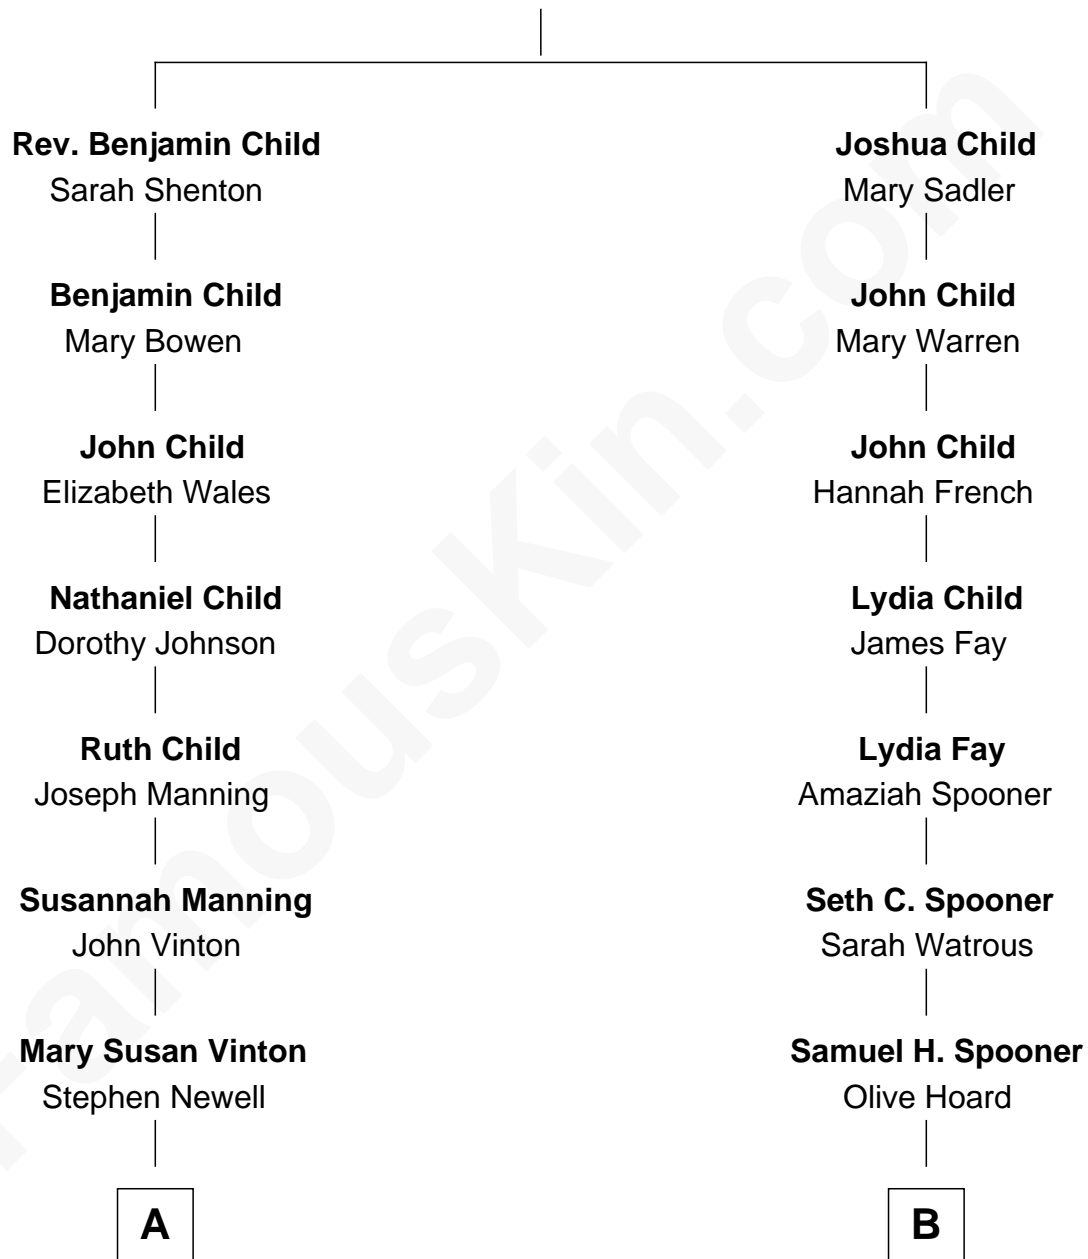 Rev. Benjamin Child
Sarah Shenton
Benjamin Child
Mary Bowen
John Child
Elizabeth Wales
Nathaniel Child
Dorothy Johnson
Ruth Child
Joseph Manning
Susannah Manning
John Vinton
Mary Susan Vinton
Stephen Newell
A
Joshua Child
Mary Sadler
John Child
Mary Warren
John Child
Hannah French
Lydia Child
James Fay
Lydia Fay
Amaziah Spooner
Seth C. Spooner
Sarah Watrous
Samuel H. Spooner
Olive Hoard
B
FamousKin.com